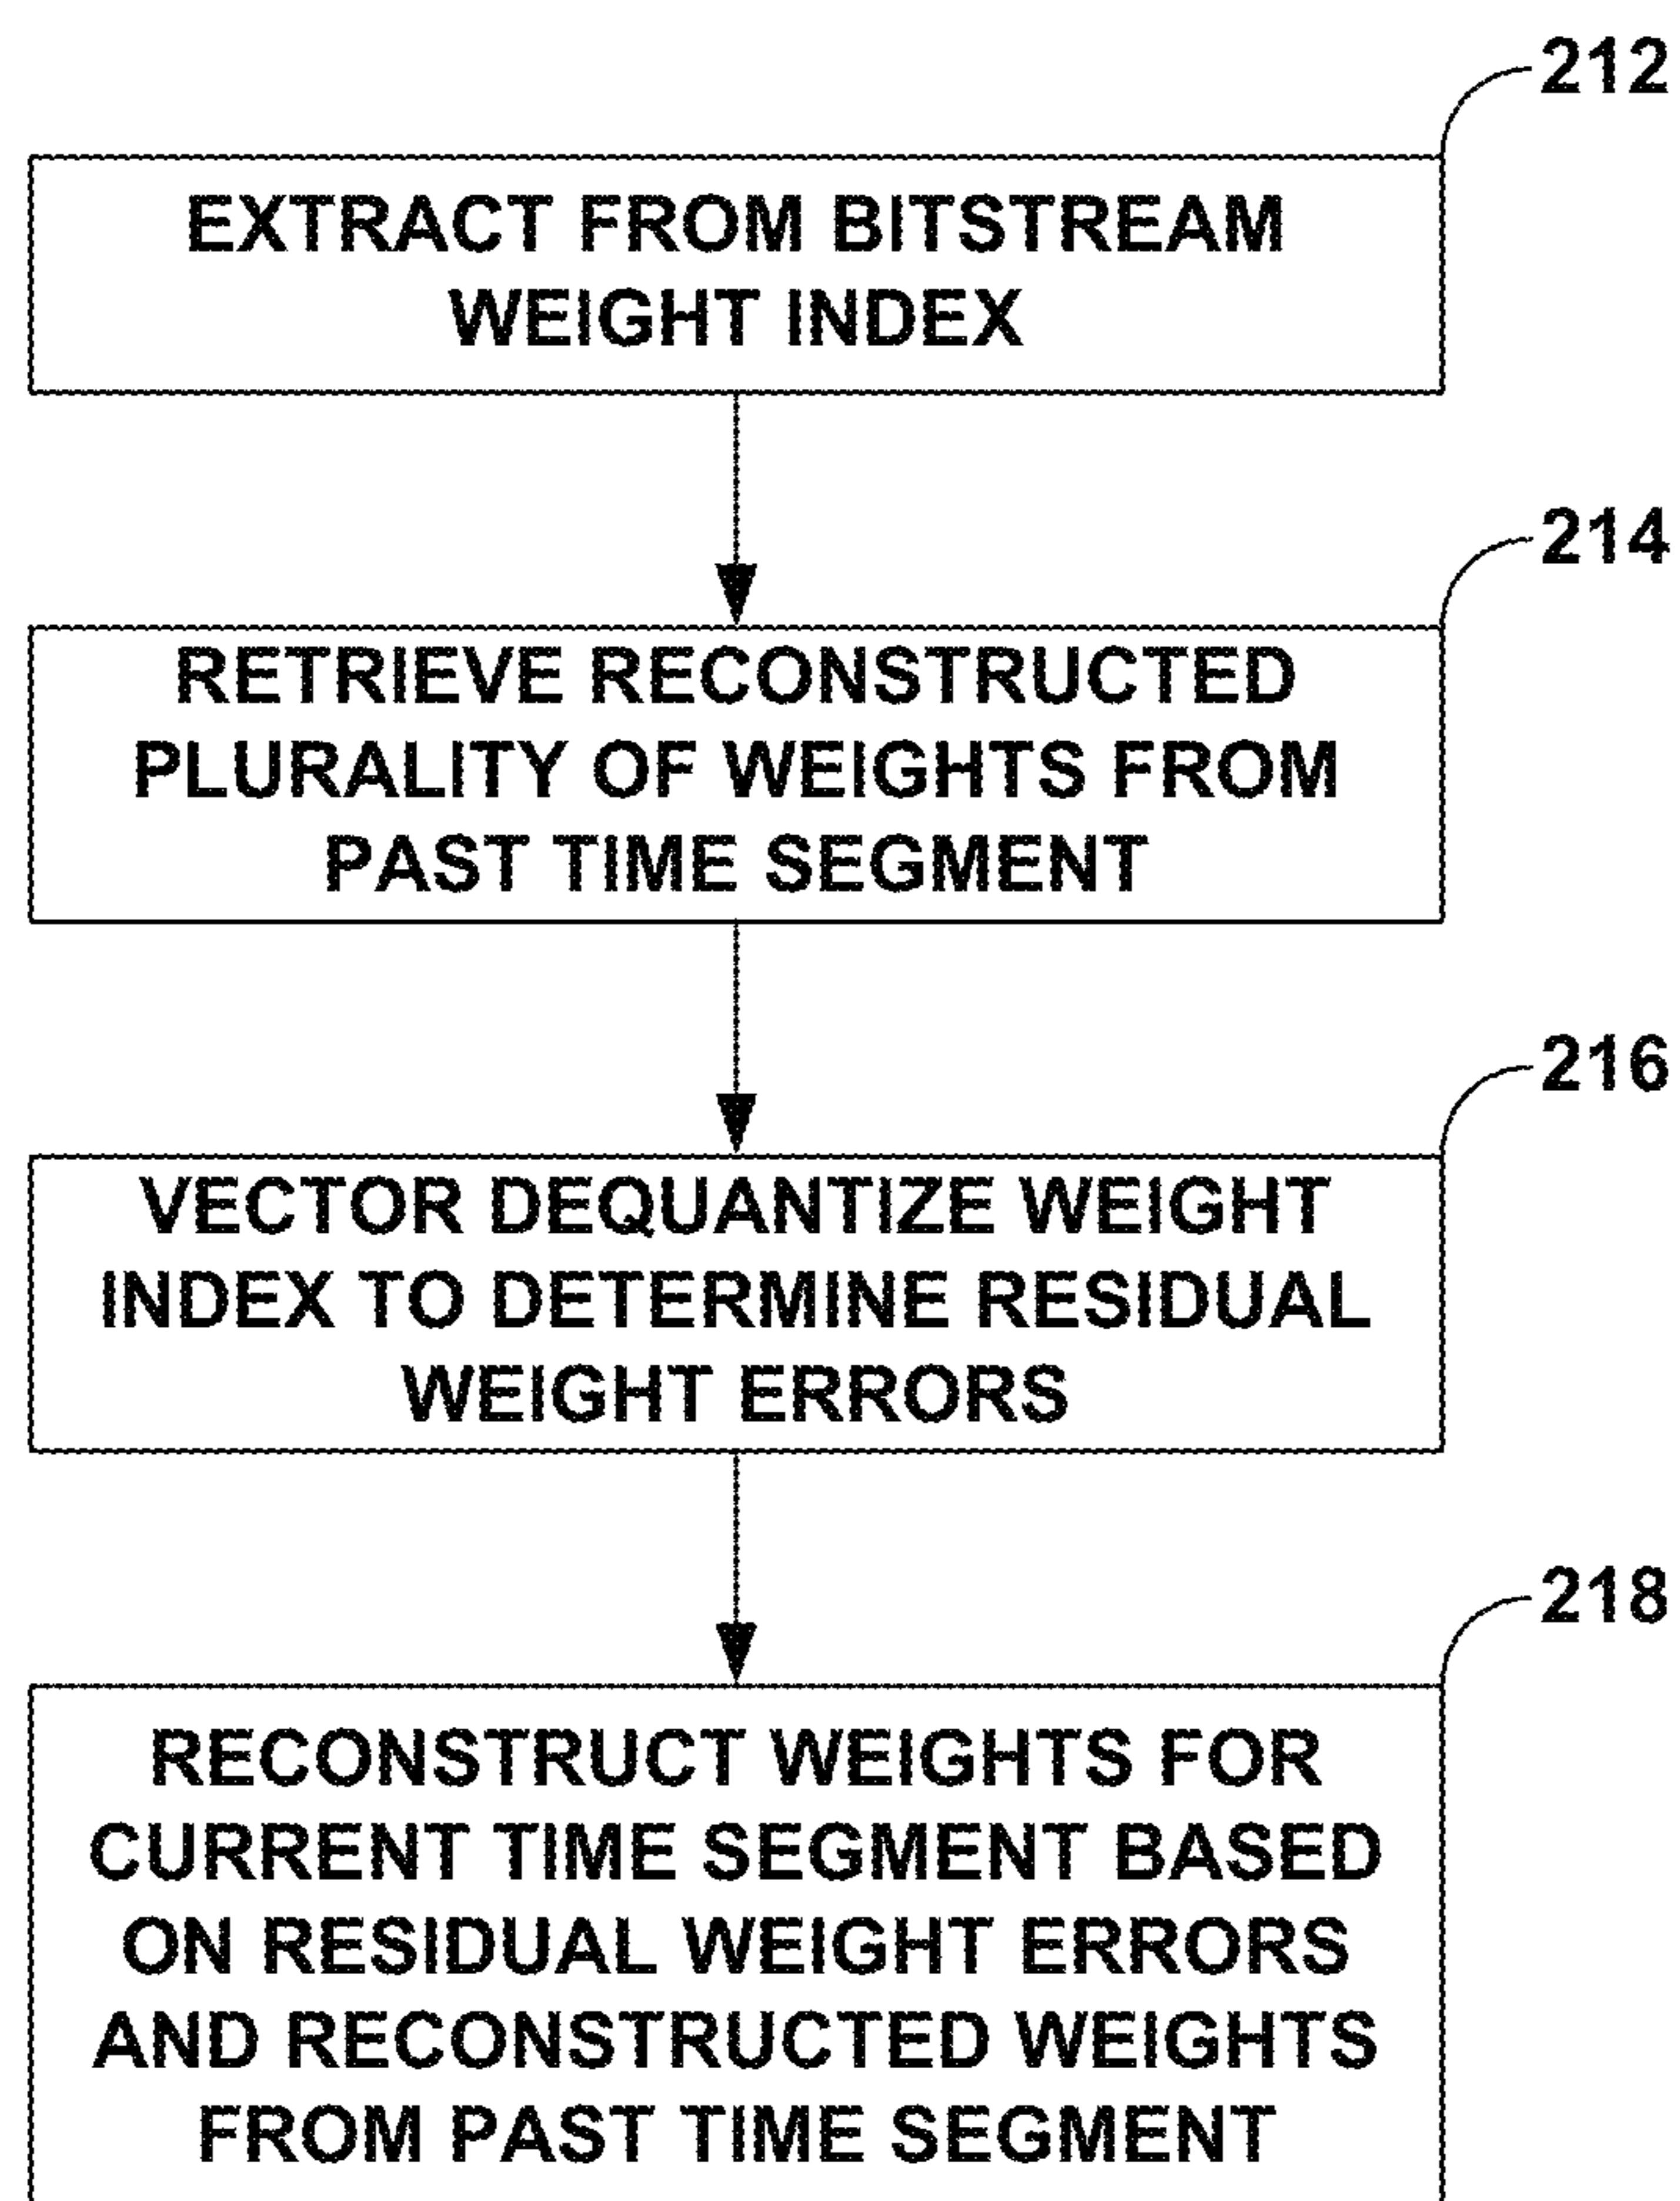 212
EXTRACT FROM BITSTREAM
WEIGHT INDEX
214
RETRIEVE RECONSTRUCTED
PLURALITY OF WEIGHTS FROM
PAST TIME SEGMENT
216
VECTOR DEQUANTIZE WEIGHT
INDEX TO DETERMINE RESIDUAL
WEIGHT ERRORS
218
RECONSTRUCT WEIGHTS FOR
CURRENT TIME SEGMENT BASED
ON RESIDUAL WEIGHT ERRORS
AND RECONSTRUCTED WEIGHTS
FROM PAST TIME SEGMENT